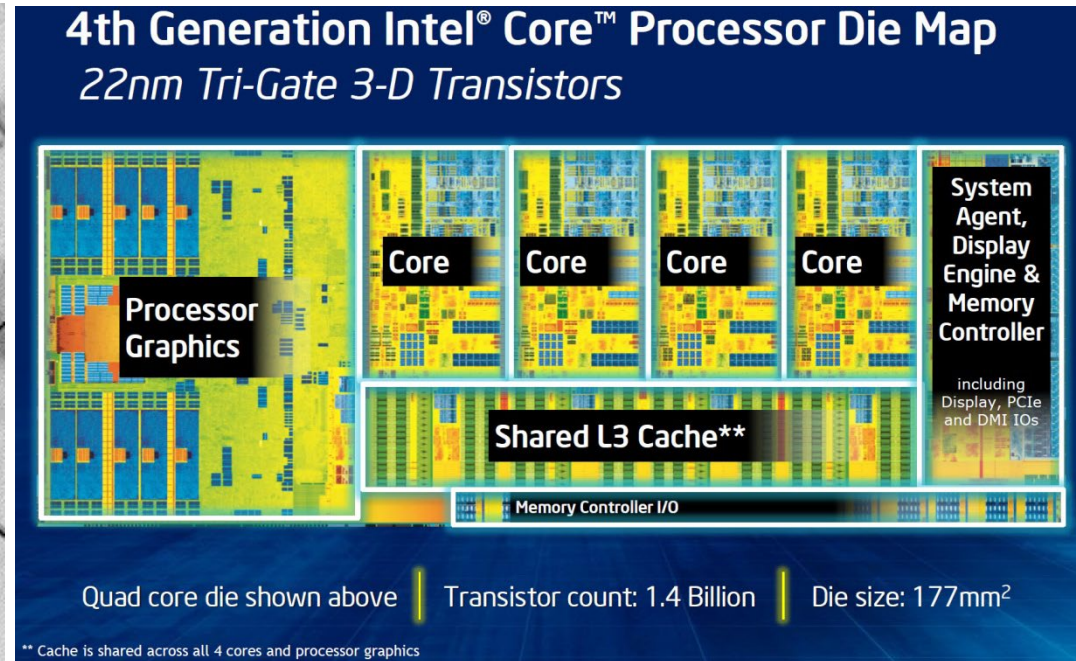 4th Generation Intel® Core™ Processor Die Map
22nm Tri-Gate 3-D Transistors
Processor
Graphics
Core
Core
Core
Core
System
Agent,
Display
Engine &
Memory
Controller
including
Display, PCIe
and DMI IOs
Shared L3 Cache**
Memory Controller I/O
Quad core die shown above
Transistor count: 1.4 Billion
Die size: 177mm²
** Cache is shared across all 4 cores and processor graphics